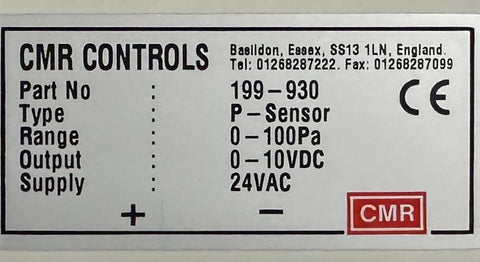 CMR CONTROLS Basildon, Essex, SS13 1LN, England.
Tel: 01268287222. Fax: 01268287099
Part No : 199-930
Type : P-Sensor
Range : 0-100Pa
Output : 0-10VDC
Supply : 24VAC
CE
+ −
CMR